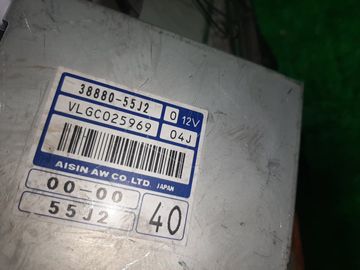 38880-55J2 0 12V
VLGC025969 04J
AISIN AW CO.LTD. JAPAN
00-00
55J2 40